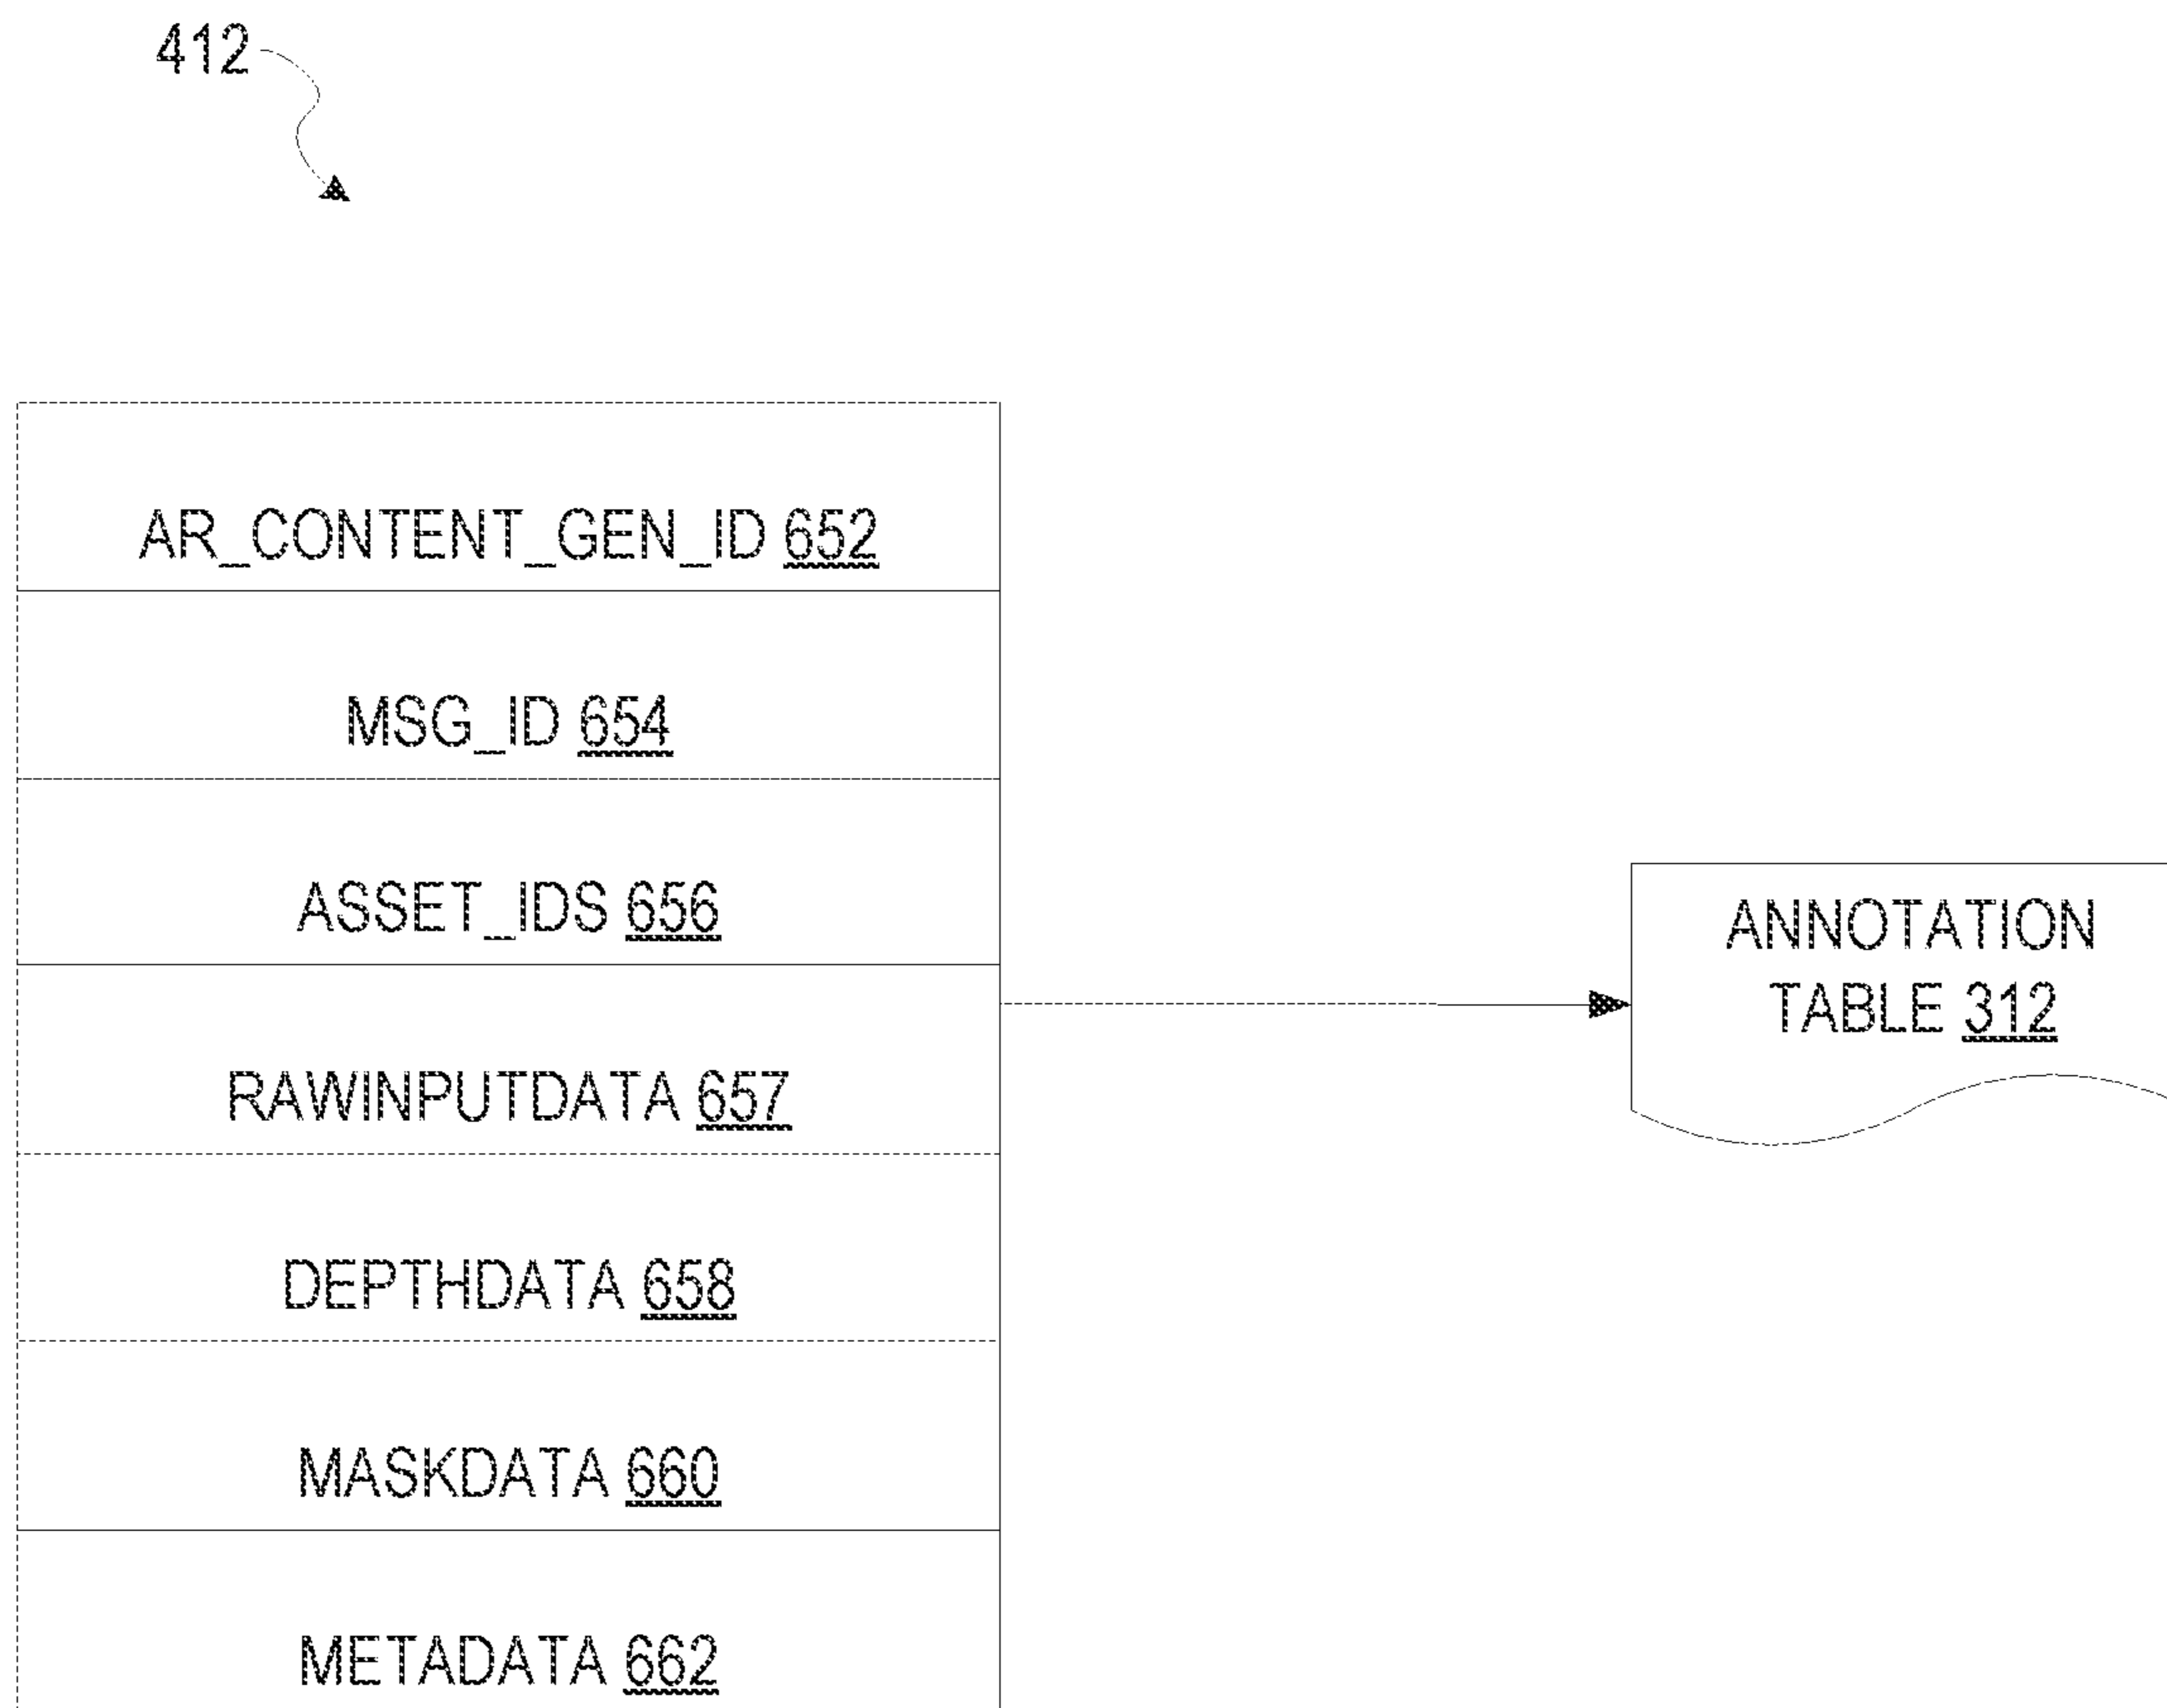 412
AR_CONTENT_GEN_ID 652
MSG_ID 654
ASSET_IDS 656
RAWINPUTDATA 657
DEPTHDATA 658
MASKDATA 660
METADATA 662
ANNOTATION
TABLE 312